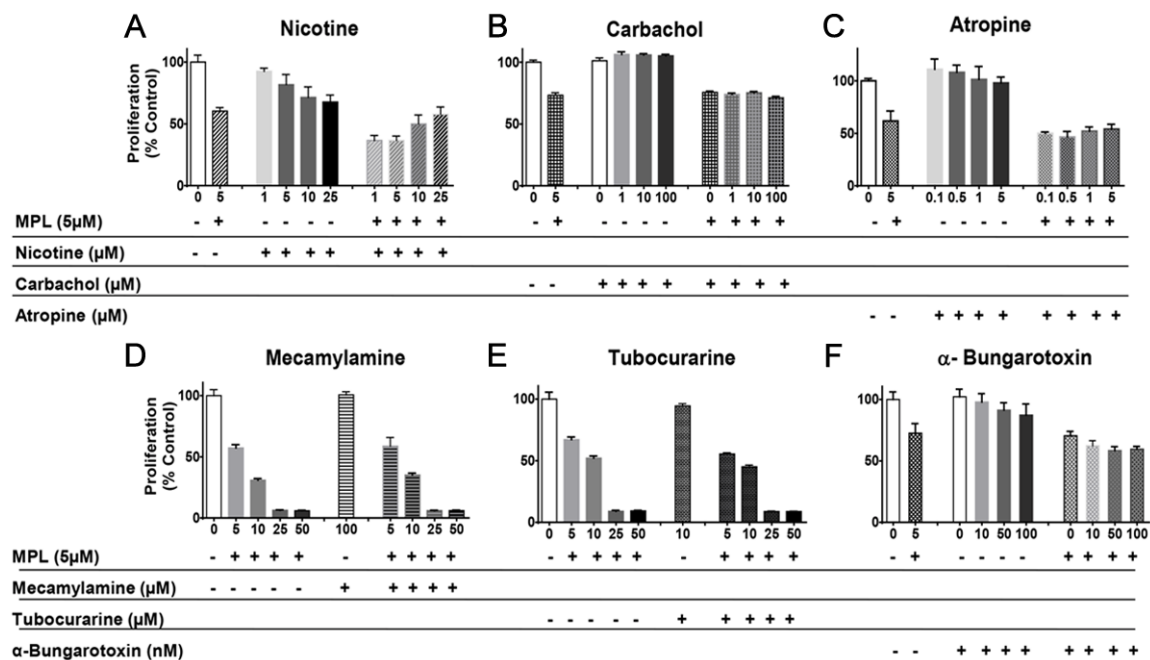 A Nicotine B Carbachol C Atropine
Proliferation
(% Control)
100 100 100
50 50 50
0 0 0
0 5 1 5 10 25 1 5 10 25 0 5 0 1 10 100 0 1 10 100 0 5 0.1 0.5 1 5 0.1 0.5 1 5
MPL (5µM) - + - - - - + + + + - + - - - - + + + + - + - - - - + + + +
Nicotine (µM) - - + + + + + + + +
Carbachol (µM) - - + + + + + + + +
Atropine (µM) - - + + + + + + + +
D Mecamylamine E Tubocurarine F α- Bungarotoxin
Proliferation
(% Control)
100 100 100
50 50 50
0 0 0
0 5 10 25 50 100 5 10 25 50 0 5 10 25 50 10 5 10 25 50 0 5 0 10 50 100 0 10 50 100
MPL (5µM) - + + + + - + + + + - + + + + - + + + + - + - - - - + + + +
Mecamylamine (µM) - - - - - + + + + +
Tubocurarine (µM) - - - - - + + + + +
α-Bungarotoxin (nM) - - + + + + + + + +